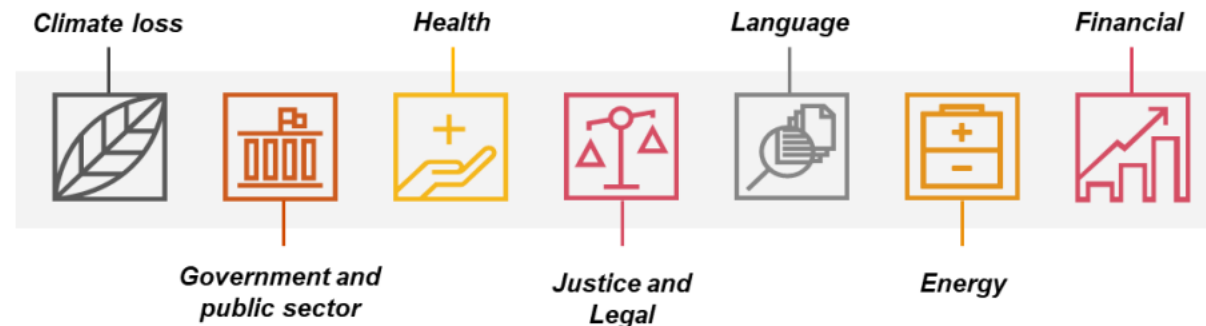 Climate loss
Health
Language
Financial
Government and
public sector
Justice and
Legal
Energy